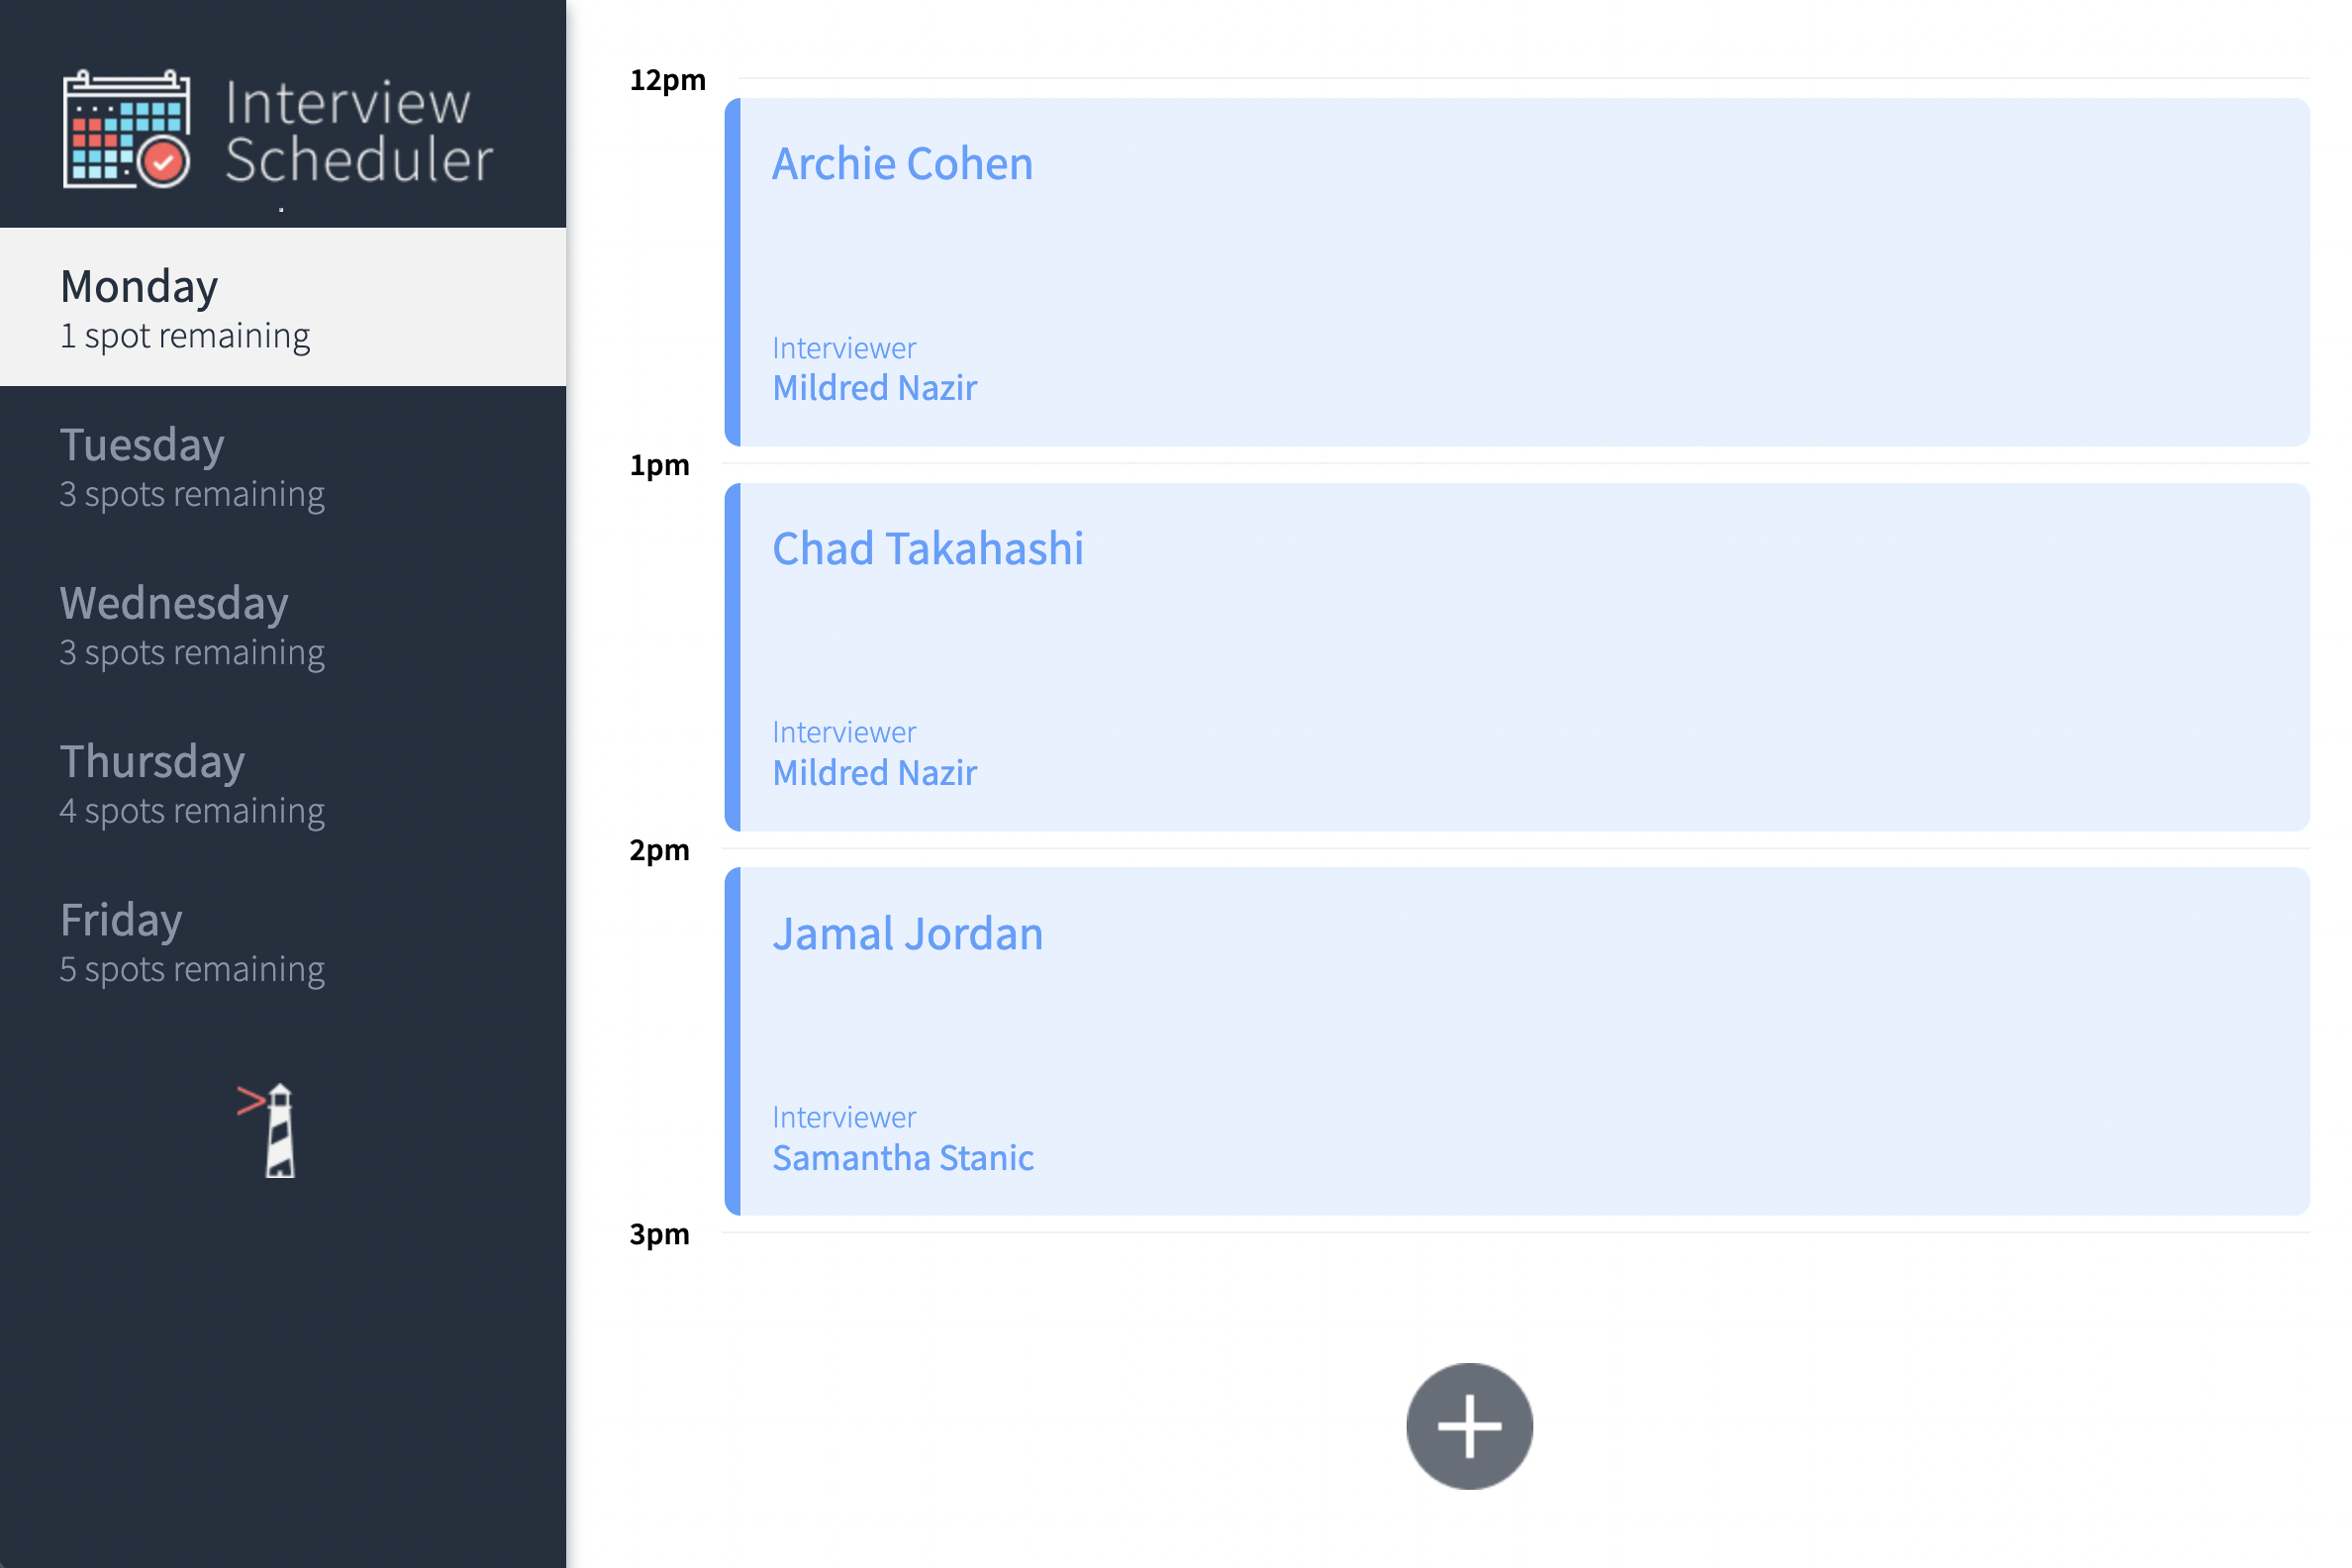 Interview
Scheduler
Monday
1 spot remaining
Tuesday
3 spots remaining
Wednesday
3 spots remaining
Thursday
4 spots remaining
Friday
5 spots remaining
12pm
Archie Cohen
Interviewer
Mildred Nazir
1pm
Chad Takahashi
Interviewer
Mildred Nazir
2pm
Jamal Jordan
Interviewer
Samantha Stanic
3pm